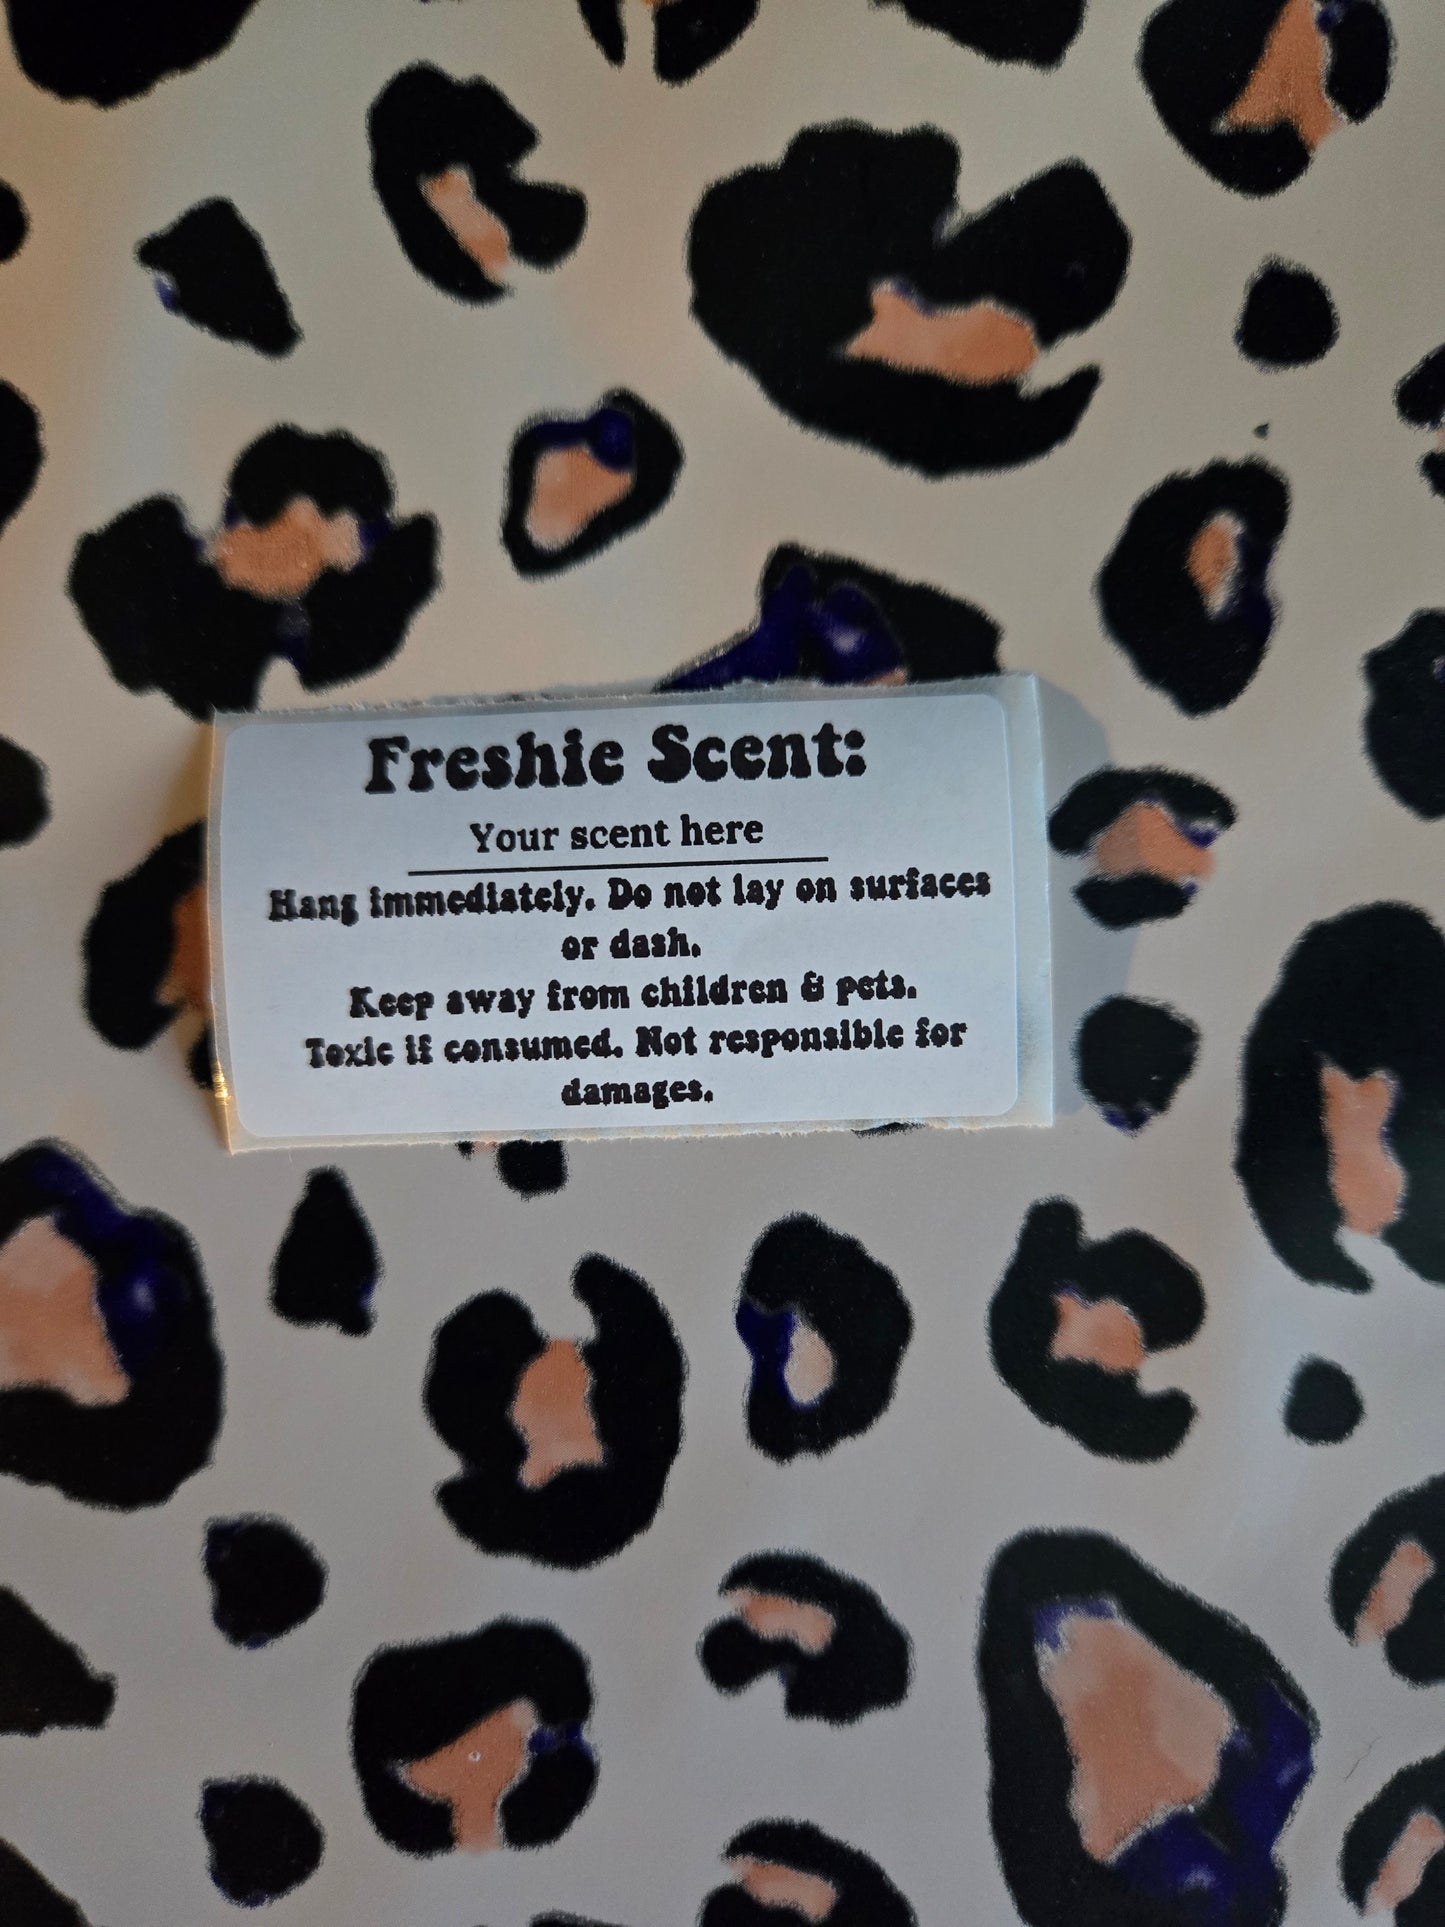 Freshie Scent:
Your scent here
Hang immediately. Do not lay on surfaces
or dash.
Keep away from children & pets.
Toxic if consumed. Not responsible for
damages.